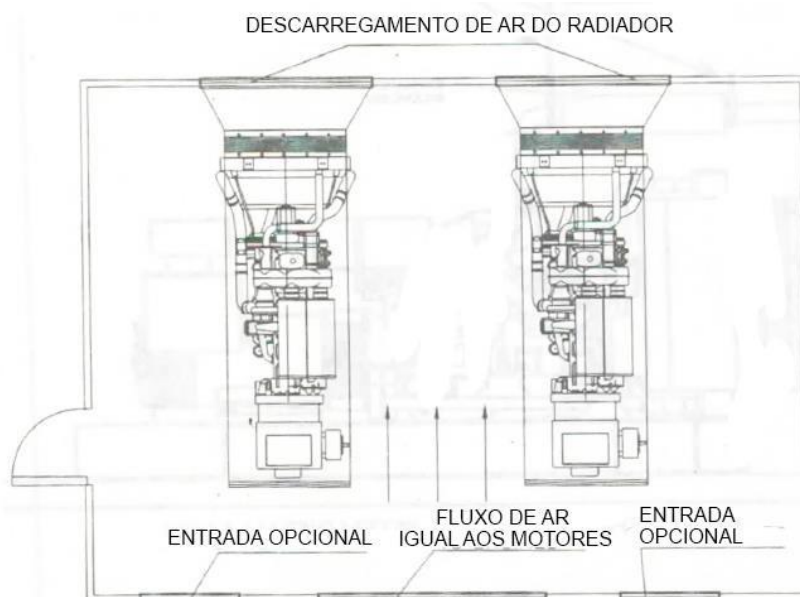 DESCARREGAMENTO DE AR DO RADIADOR
ENTRADA OPCIONAL
FLUXO DE AR
IGUAL AOS MOTORES
ENTRADA
OPCIONAL